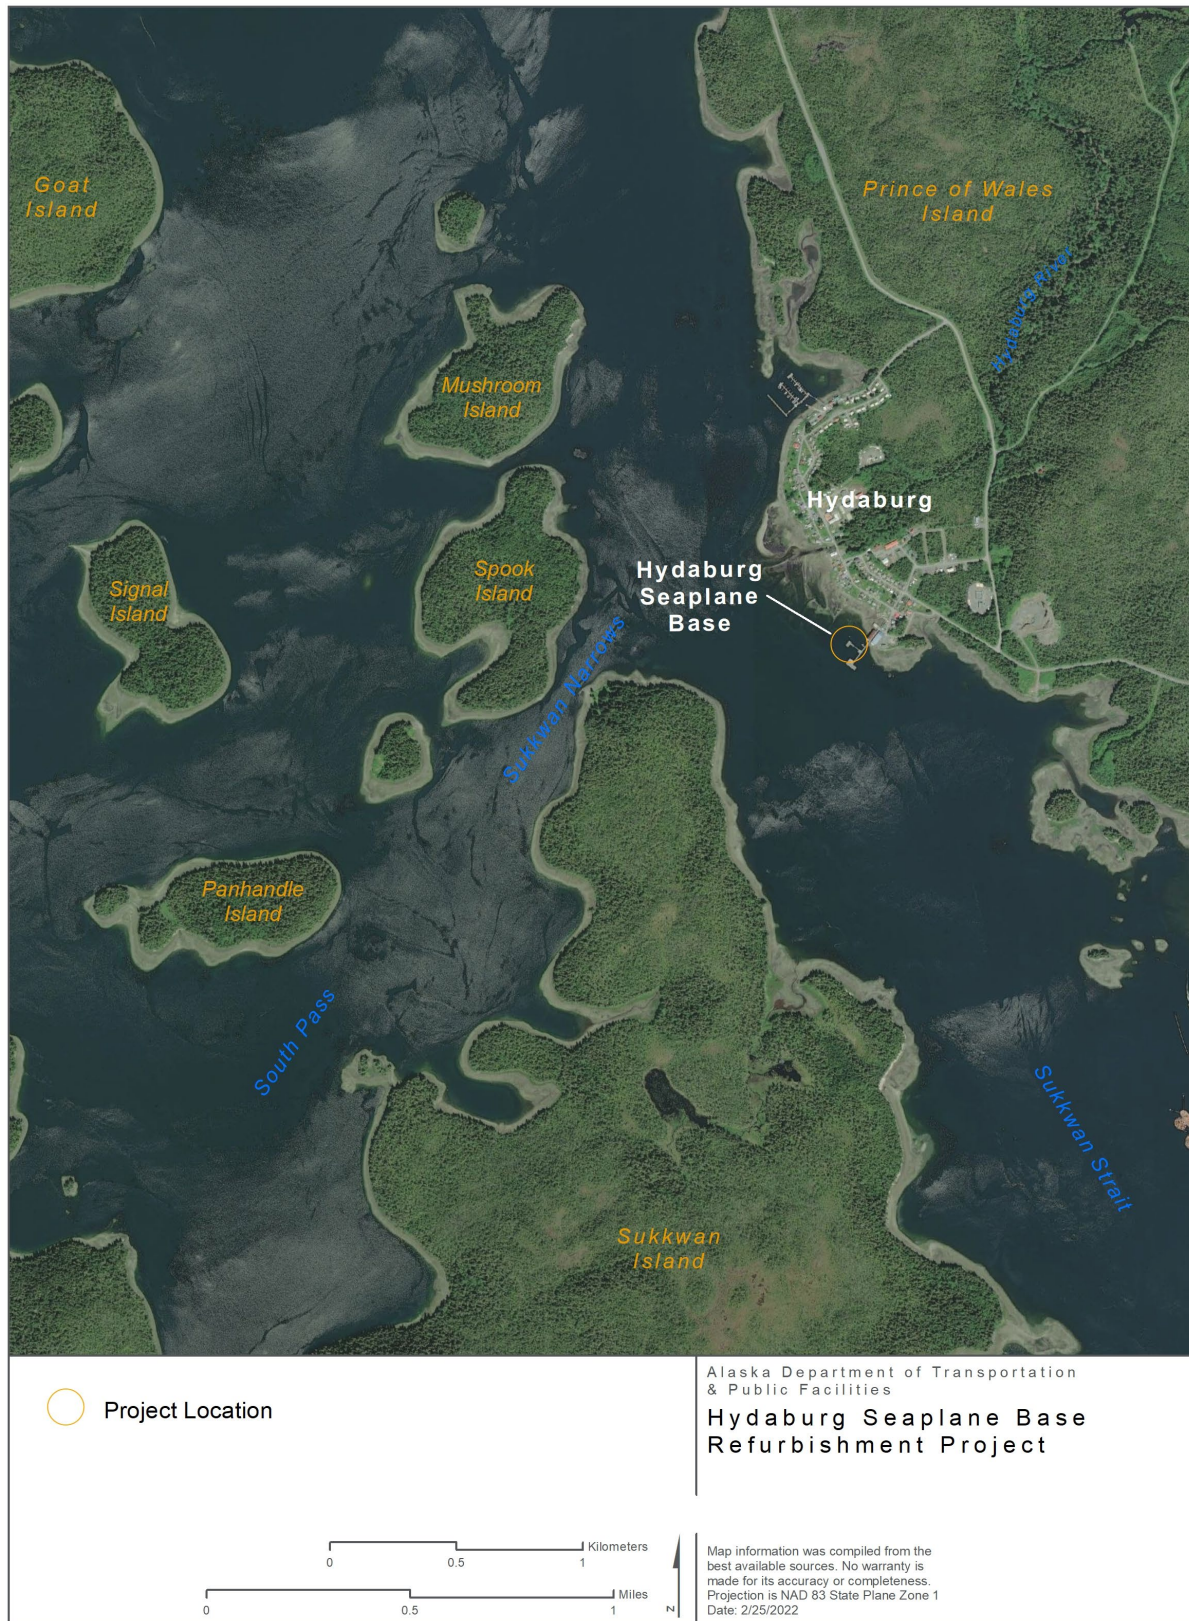 Goat
Island
Prince of Wales
Island
Hydaburg River
Mushroom
Island
Hydaburg
Spook
Island
Hydaburg
Seaplane
Base
Signal
Island
Sukkwan Narrows
Panhandle
Island
South Pass
Sukkwan Strait
Sukkwan
Island
Project Location
Alaska Department of Transportation
& Public Facilities
Hydaburg Seaplane Base
Refurbishment Project
Kilometers
0 0.5 1
Miles
0 0.5 1
N
Map information was compiled from the
best available sources. No warranty is
made for its accuracy or completeness.
Projection is NAD 83 State Plane Zone 1
Date: 2/25/2022